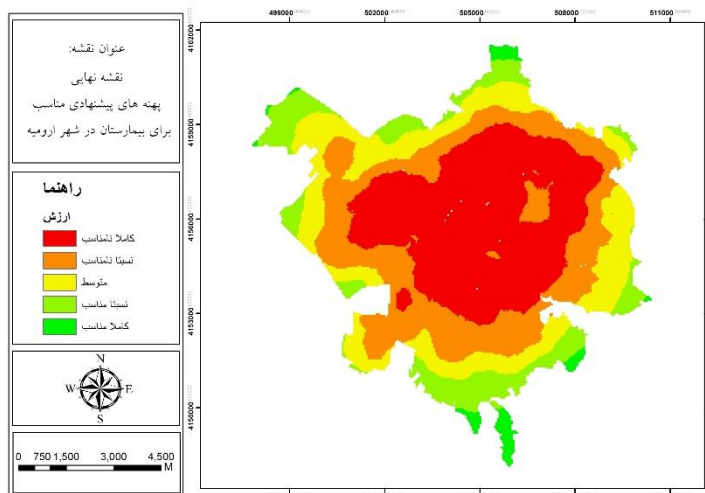 499000 502000 505000 508000 511000
عنوان نقشه:
نقشه نهایی
پهنه های پیشنهادی مناسب
برای بیمارستان در شهر ارومیه
راهنما
ارزش
کاملا نامناسب
نسبتا نامناسب
متوسط
نسبتا مناسب
کاملا مناسب
N
W E
S
0 750 1,500 3,000 4,500
M
4162000
4159000
4156000
4153000
4150000